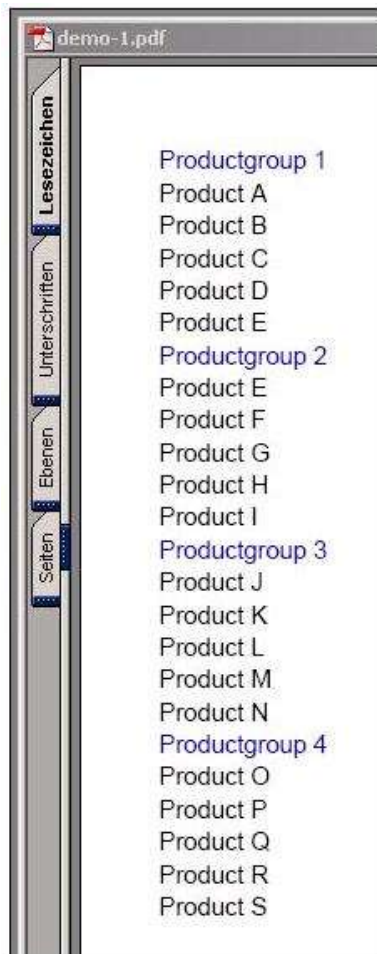 demo-1.pdf
Lesezeichen
Unterschriften
Ebenen
Seiten
Productgroup 1
Product A
Product B
Product C
Product D
Product E
Productgroup 2
Product E
Product F
Product G
Product H
Product I
Productgroup 3
Product J
Product K
Product L
Product M
Product N
Productgroup 4
Product O
Product P
Product Q
Product R
Product S